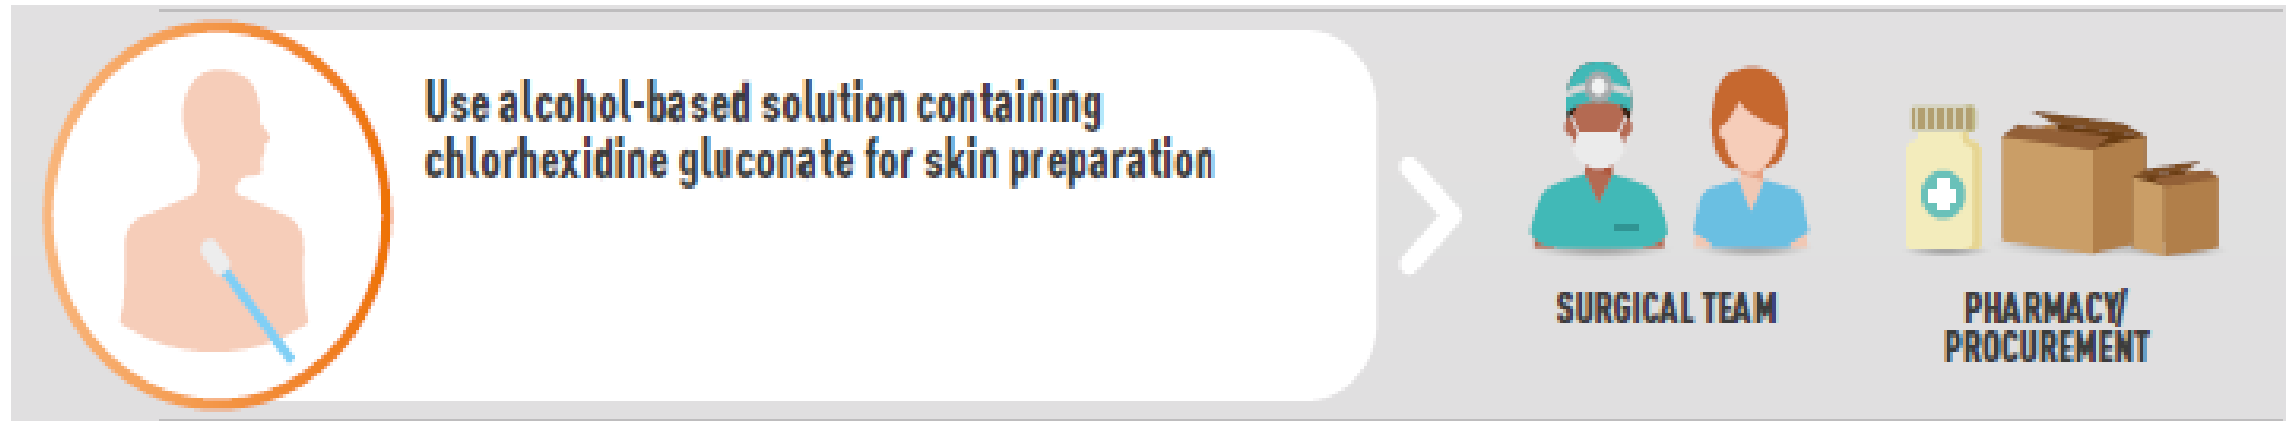 Use alcohol-based solution containing
chlorhexidine gluconate for skin preparation
SURGICAL TEAM
PHARMACY/
PROCUREMENT